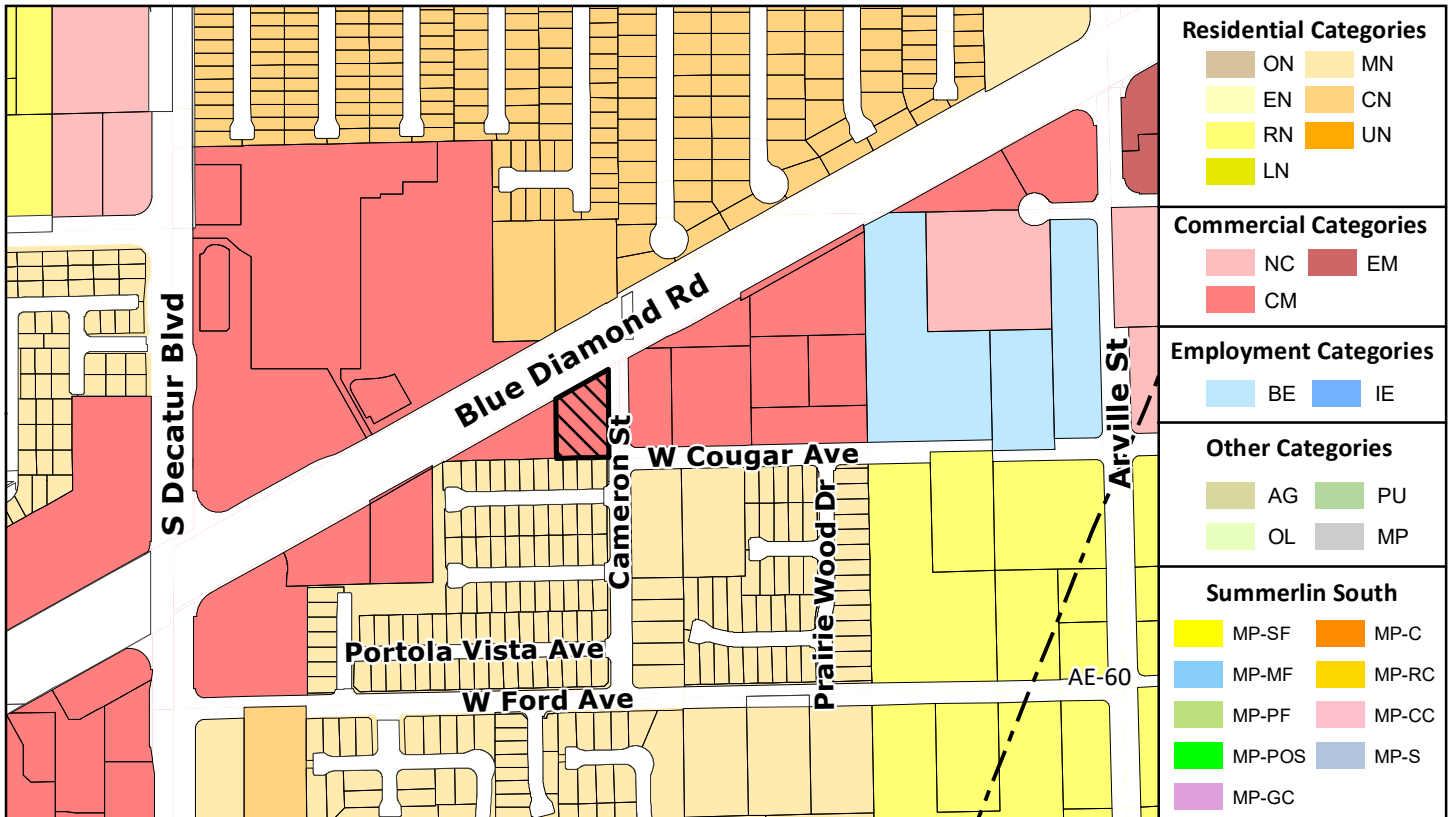 S Decatur Blvd
Blue Diamond Rd
Cameron St
W Cougar Ave
Prairie Wood Dr
Arville St
Portola Vista Ave
W Ford Ave
AE-60
Residential Categories
ON MN
EN CN
RN UN
LN
Commercial Categories
NC EM
CM
Employment Categories
BE IE
Other Categories
AG PU
OL MP
Summerlin South
MP-SF MP-C
MP-MF MP-RC
MP-PF MP-CC
MP-POS MP-S
MP-GC